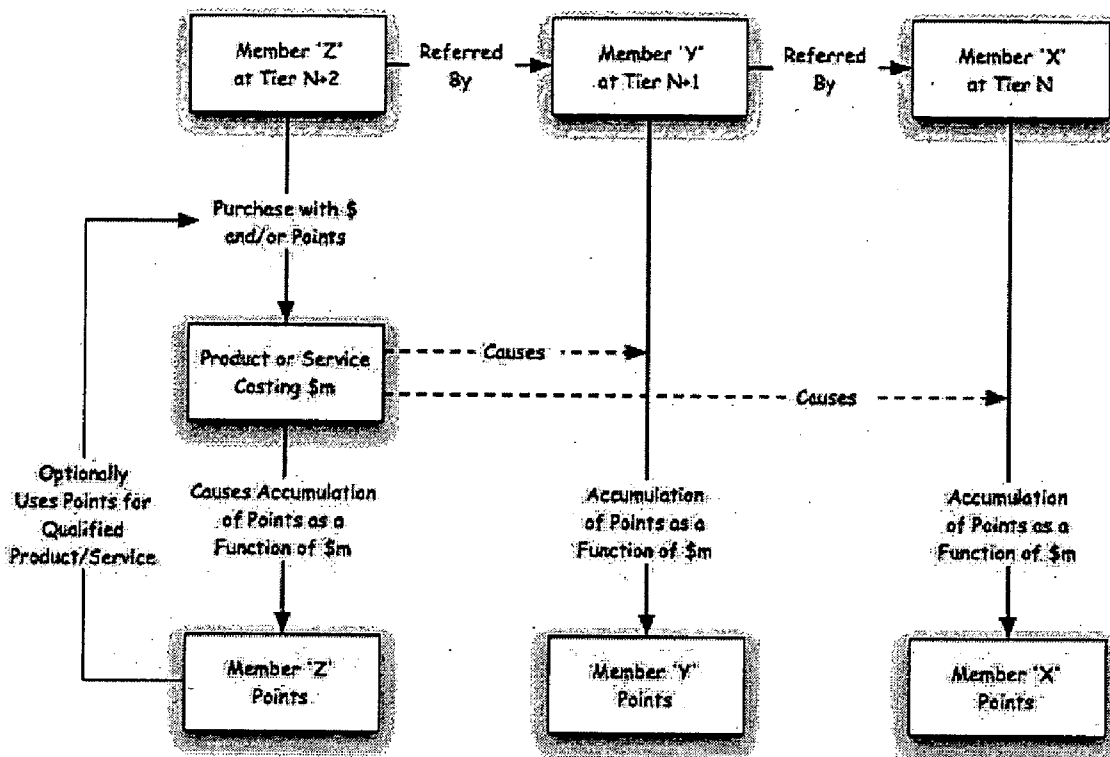 Member "Z"
at Tier N+2
Referred
By
Member "Y"
at Tier N+1
Referred
By
Member "X"
at Tier N
Purchase with $
and/or Points
Product or Service
Costing $m
Causes
Causes
Optionally
Uses Points for
Qualified
Product/Service
Causes Accumulation
of Points as a
Function of $m
Accumulation
of Points as a
Function of $m
Accumulation
of Points as a
Function of $m
Member "Z"
Points
Member "Y"
Points
Member "X"
Points